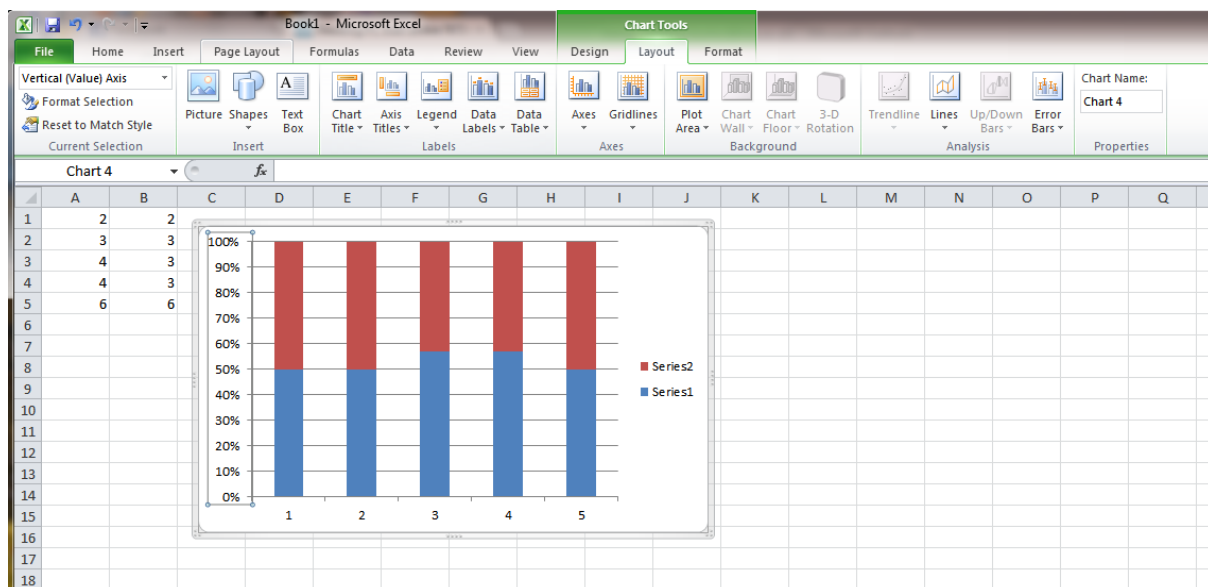 Book1 - Microsoft Excel
Chart Tools
File Home Insert Page Layout Formulas Data Review View Design Layout Format
Vertical (Value) Axis
Format Selection
Reset to Match Style
Current Selection
Picture Shapes Text Box
Insert
Chart Title Axis Titles Legend Data Labels Data Table
Labels
Axes Gridlines
Axes
Plot Area Chart Wall Chart Floor 3-D Rotation
Background
Trendline Lines Up/Down Bars Error Bars
Analysis
Chart Name:
Chart 4
Properties
Chart 4 fx
A B C D E F G H I J K L M N O P Q
1 2 2
2 3 3
3 4 3
4 4 3
5 6 6
6
7
8
9
10
11
12
13
14
15
16
17
18
100%
90%
80%
70%
60%
50%
40%
30%
20%
10%
0%
1 2 3 4 5
Series2
Series1